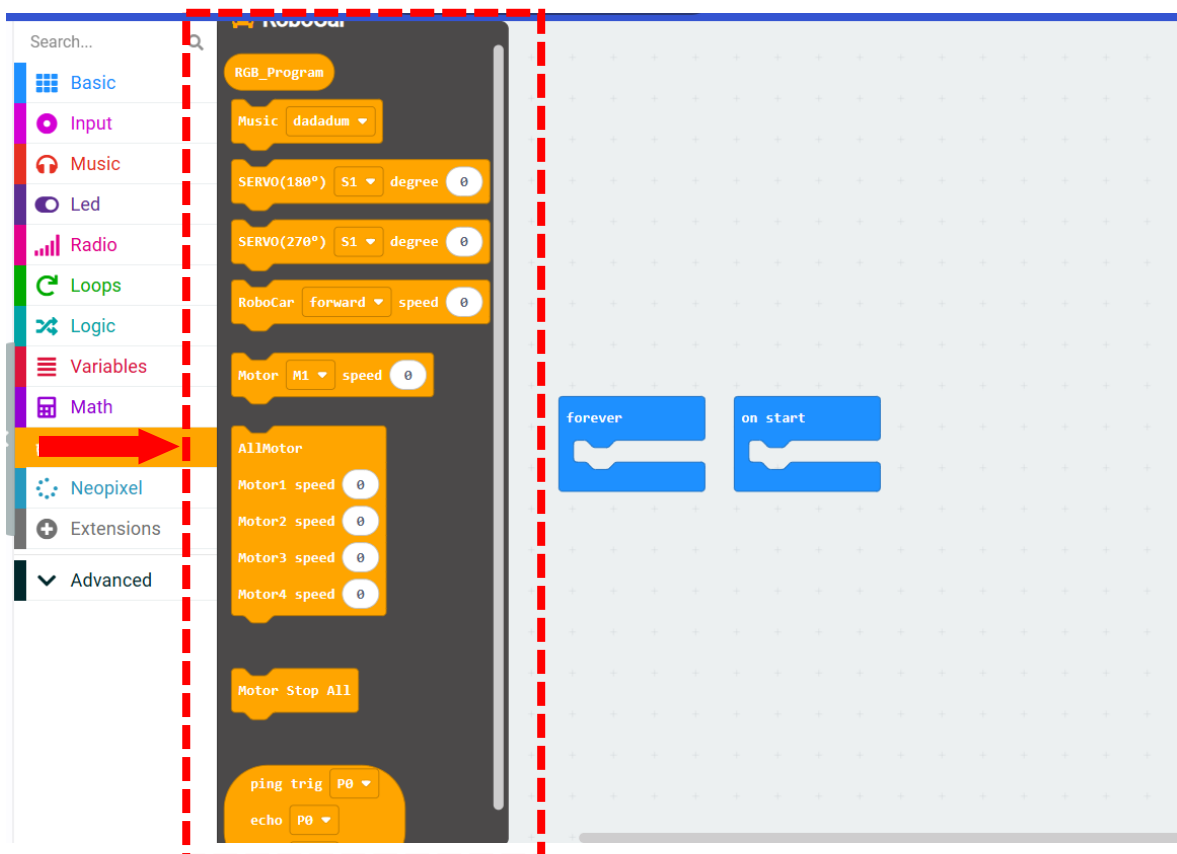 RoboCar
Search...
Basic
Input
Music
Led
Radio
Loops
Logic
Variables
Math
Neopixel
Extensions
Advanced
RGB_Program
Music dadadum
SERVO(180°) S1 degree 0
SERVO(270°) S1 degree 0
RoboCar forward speed 0
Motor M1 speed 0
AllMotor
Motor1 speed 0
Motor2 speed 0
Motor3 speed 0
Motor4 speed 0
Motor Stop All
ping trig P0
echo P0
forever
on start